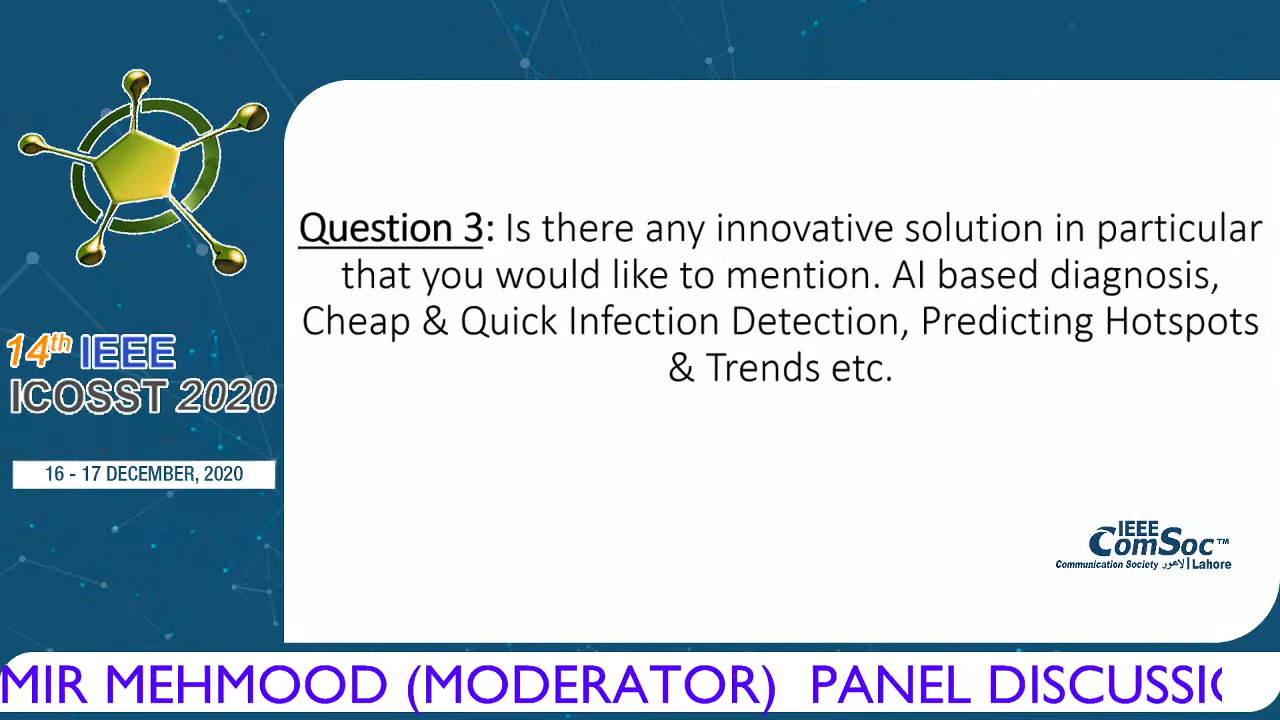 14th IEEE
ICOSST 2020
16 - 17 DECEMBER, 2020
Question 3: Is there any innovative solution in particular
that you would like to mention. AI based diagnosis,
Cheap & Quick Infection Detection, Predicting Hotspots
& Trends etc.
IEEE
ComSoc™
Communication Society لاہور | Lahore
MIR MEHMOOD (MODERATOR) PANEL DISCUSSI